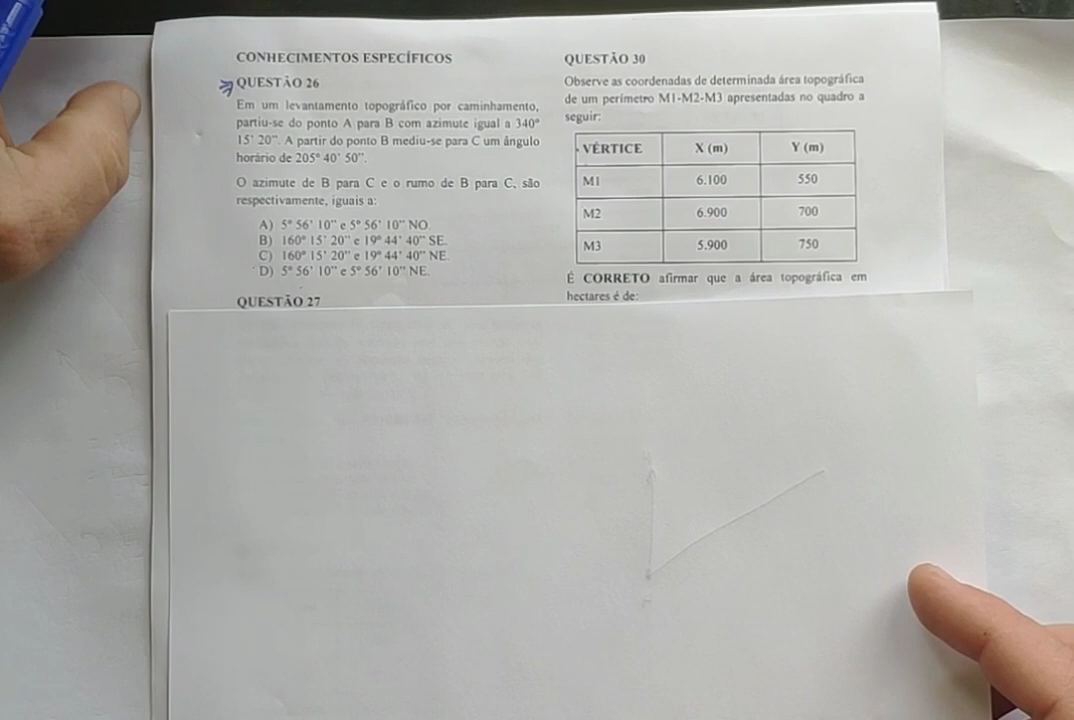 CONHECIMENTOS ESPECÍFICOS
QUESTÃO 26
Em um levantamento topográfico por caminhamento,
partiu-se do ponto A para B com azimute igual a 340°
15' 20". A partir do ponto B mediu-se para C um ângulo
horário de 205° 40' 50".
O azimute de B para C e o rumo de B para C, são
respectivamente, iguais a:
A) 5° 56' 10" e 5° 56' 10" NO.
B) 160° 15' 20" e 19° 44' 40" SE.
C) 160° 15' 20" e 19° 44' 40" NE.
D) 5° 56' 10" e 5° 56' 10" NE.
QUESTÃO 27
QUESTÃO 30
Observe as coordenadas de determinada área topográfica
de um perímetro M1-M2-M3 apresentadas no quadro a
seguir:
VÉRTICE X (m) Y (m)
M1 6.100 550
M2 6.900 700
M3 5.900 750
É CORRETO afirmar que a área topográfica em
hectares é de: